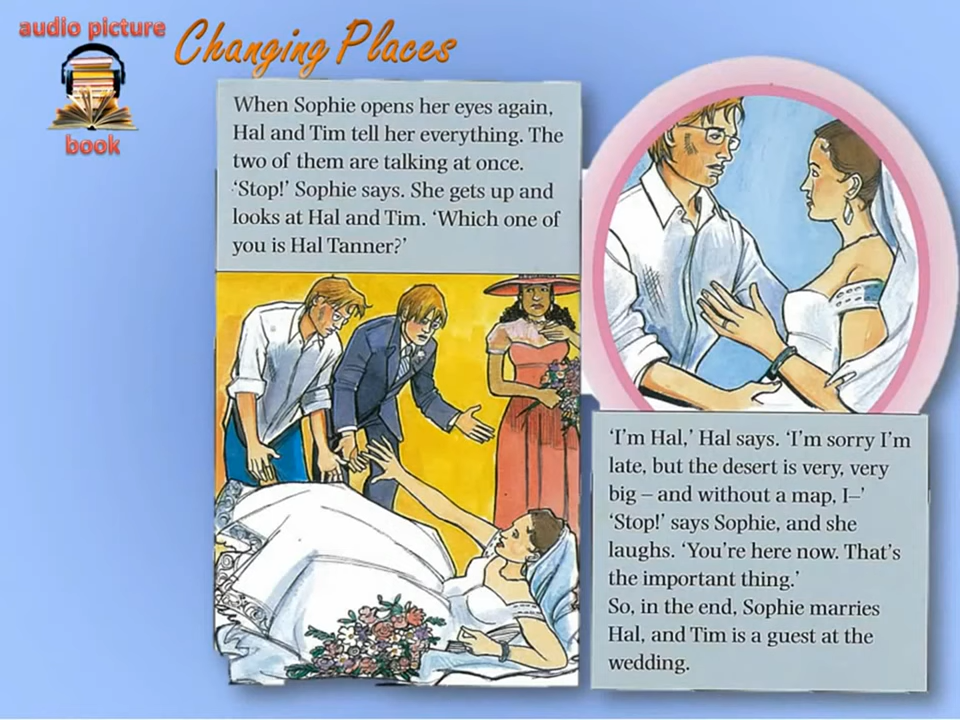 audio picture
book
Changing Places
When Sophie opens her eyes again,
Hal and Tim tell her everything. The
two of them are talking at once.
‘Stop!’ Sophie says. She gets up and
looks at Hal and Tim. ‘Which one of
you is Hal Tanner?’
‘I’m Hal,’ Hal says. ‘I’m sorry I’m
late, but the desert is very, very
big – and without a map, I–’
‘Stop!’ says Sophie, and she
laughs. ‘You’re here now. That’s
the important thing.’
So, in the end, Sophie marries
Hal, and Tim is a guest at the
wedding.